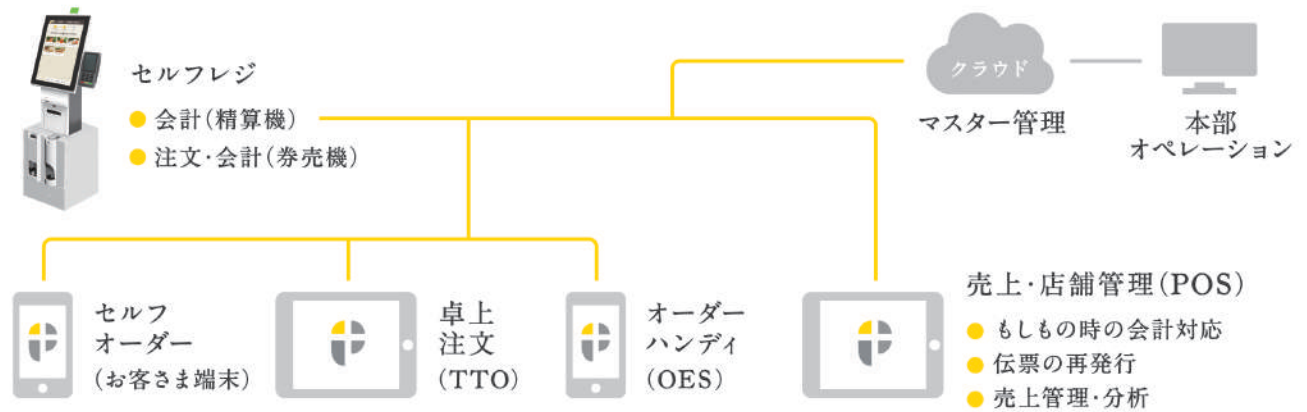 セルフレジ
会計(精算機)
注文・会計(券売機)
クラウド
マスター管理
本部
オペレーション
セルフ
オーダー
(お客さま端末)
卓上
注文
(TTO)
オーダー
ハンディ
(OES)
売上・店舗管理(POS)
もしもの時の会計対応
伝票の再発行
売上管理・分析